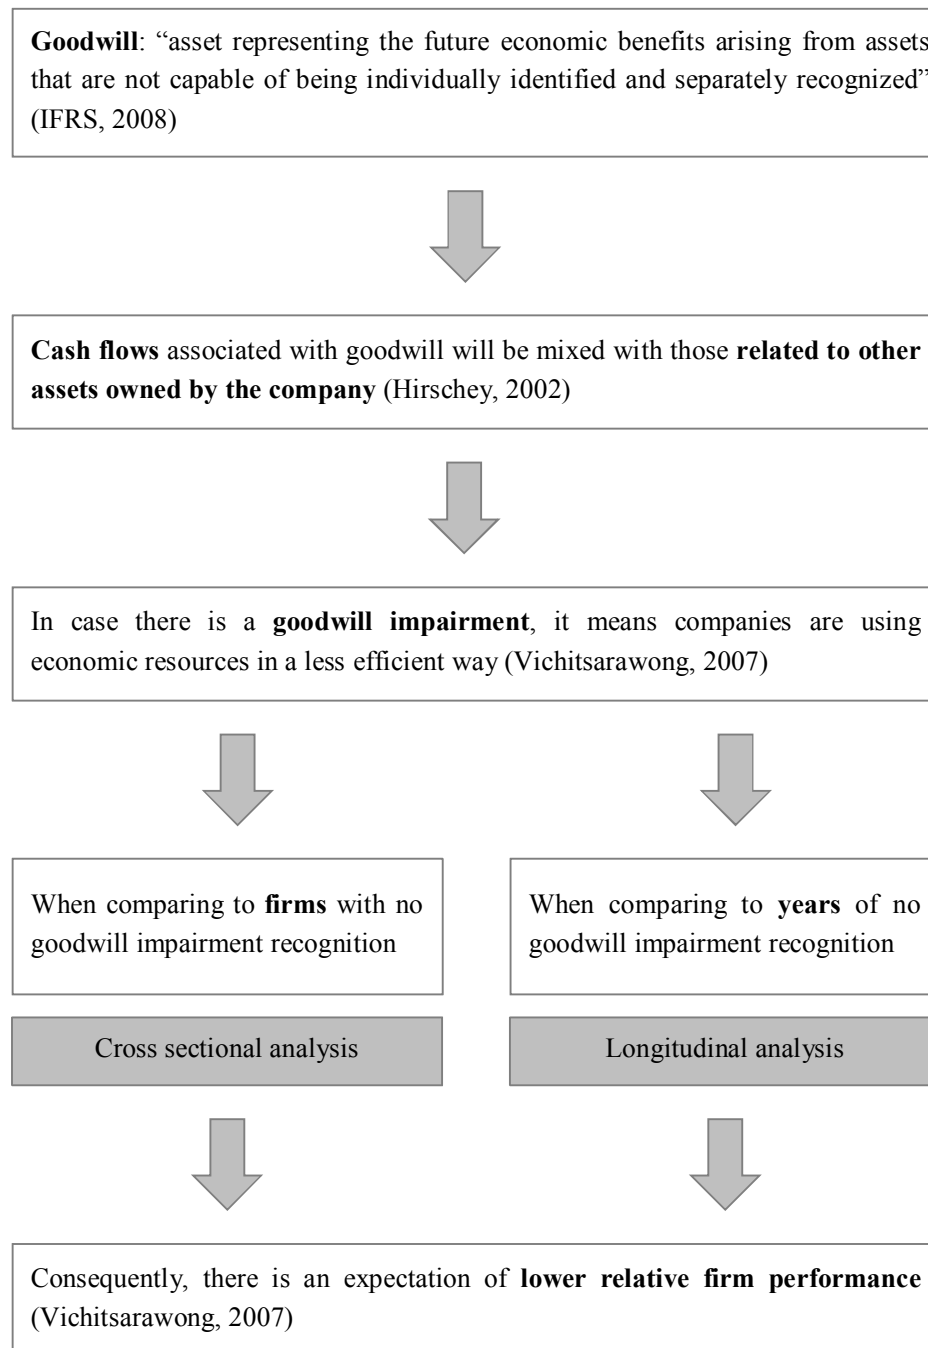 Goodwill: “asset representing the future economic benefits arising from assets
that are not capable of being individually identified and separately recognized”
(IFRS, 2008)
Cash flows associated with goodwill will be mixed with those related to other
assets owned by the company (Hirschey, 2002)
In case there is a goodwill impairment, it means companies are using
economic resources in a less efficient way (Vichitsarawong, 2007)
When comparing to firms with no
goodwill impairment recognition
Cross sectional analysis
When comparing to years of no
goodwill impairment recognition
Longitudinal analysis
Consequently, there is an expectation of lower relative firm performance
(Vichitsarawong, 2007)